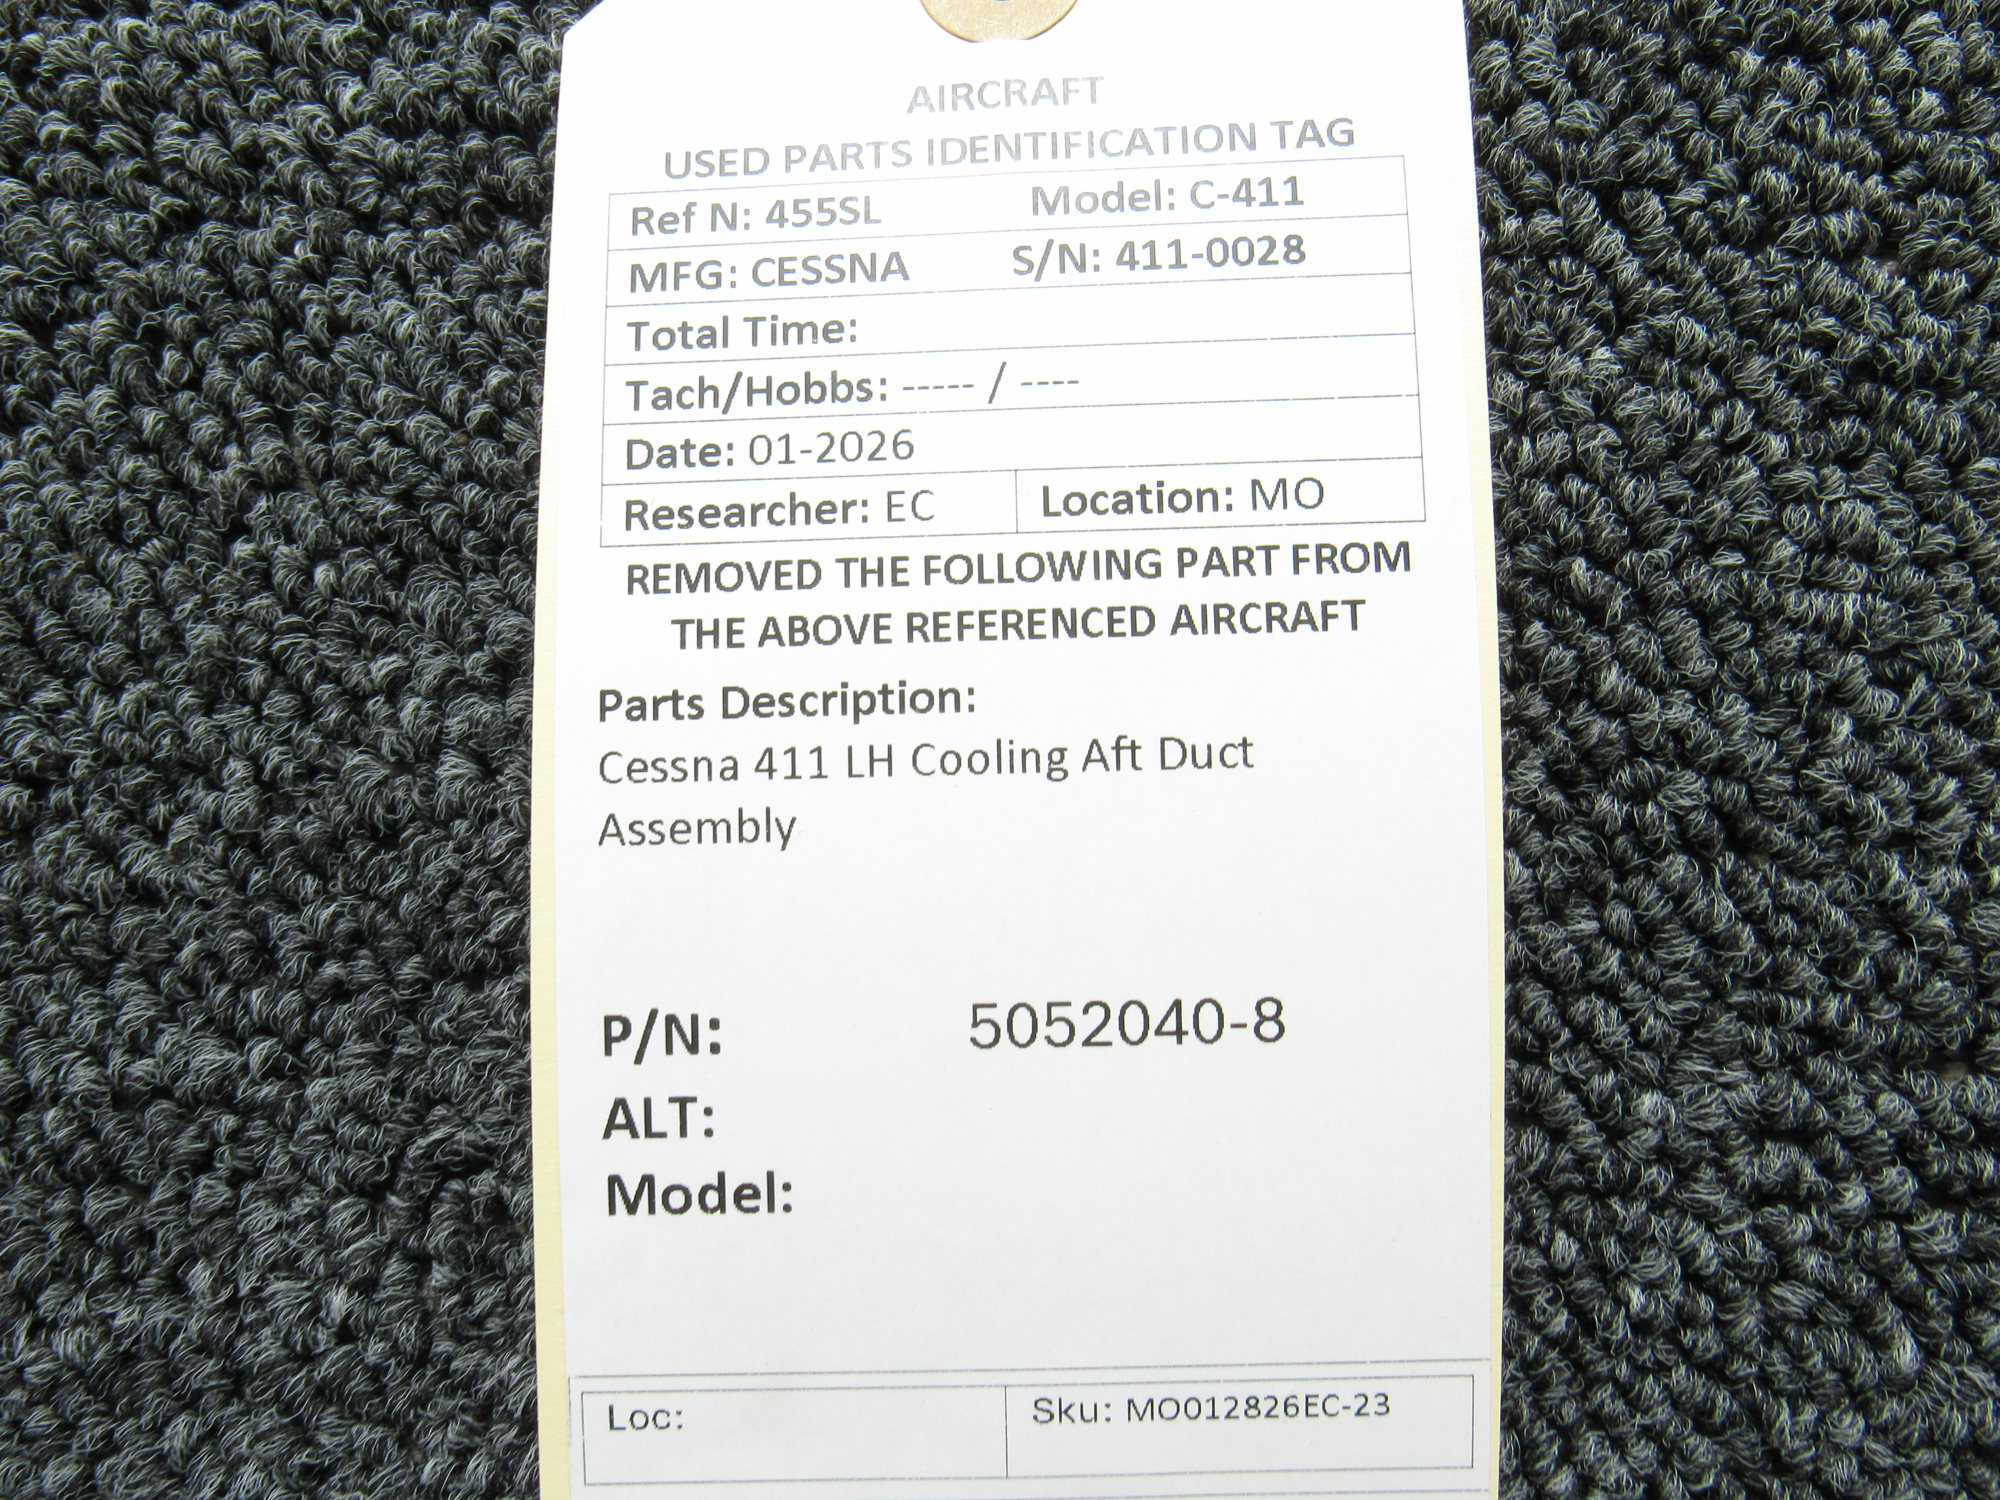 AIRCRAFT
USED PARTS IDENTIFICATION TAG
Ref N: 455SL Model: C-411
MFG: CESSNA S/N: 411-0028
Total Time:
Tach/Hobbs: ----- / ----
Date: 01-2026
Researcher: EC Location: MO
REMOVED THE FOLLOWING PART FROM
THE ABOVE REFERENCED AIRCRAFT
Parts Description:
Cessna 411 LH Cooling Aft Duct
Assembly
P/N: 5052040-8
ALT:
Model:
Loc: Sku: MO012826EC-23